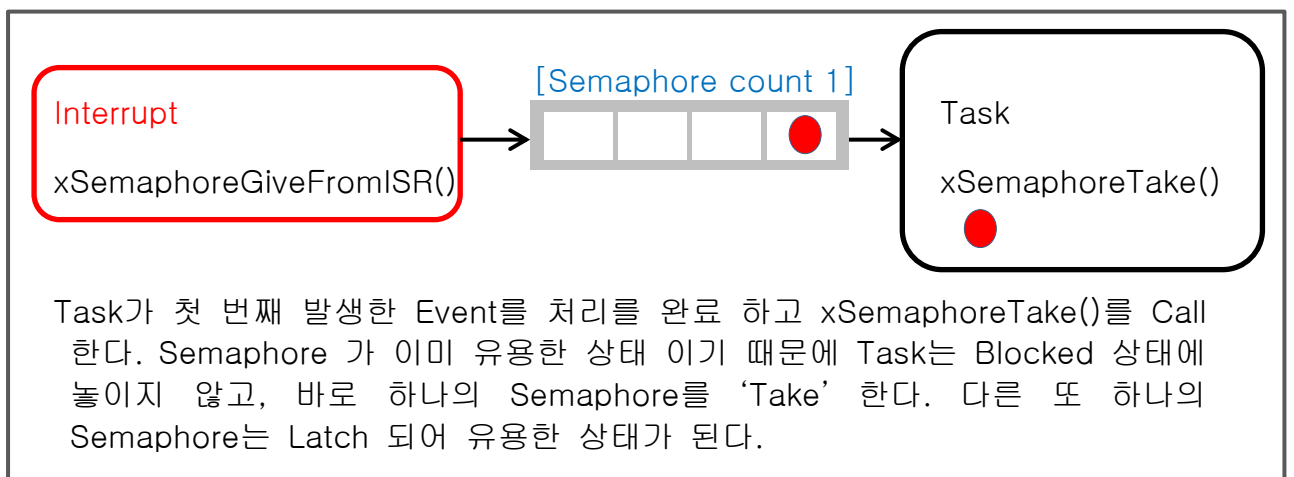 [Semaphore count 1]
Interrupt
xSemaphoreGiveFromISR()
Task
xSemaphoreTake()
Task가 첫 번째 발생한 Event를 처리를 완료 하고 xSemaphoreTake()를 Call
한다. Semaphore 가 이미 유용한 상태 이기 때문에 Task는 Blocked 상태에
놓이지 않고, 바로 하나의 Semaphore를 ‘Take’ 한다. 다른 또 하나의
Semaphore는 Latch 되어 유용한 상태가 된다.